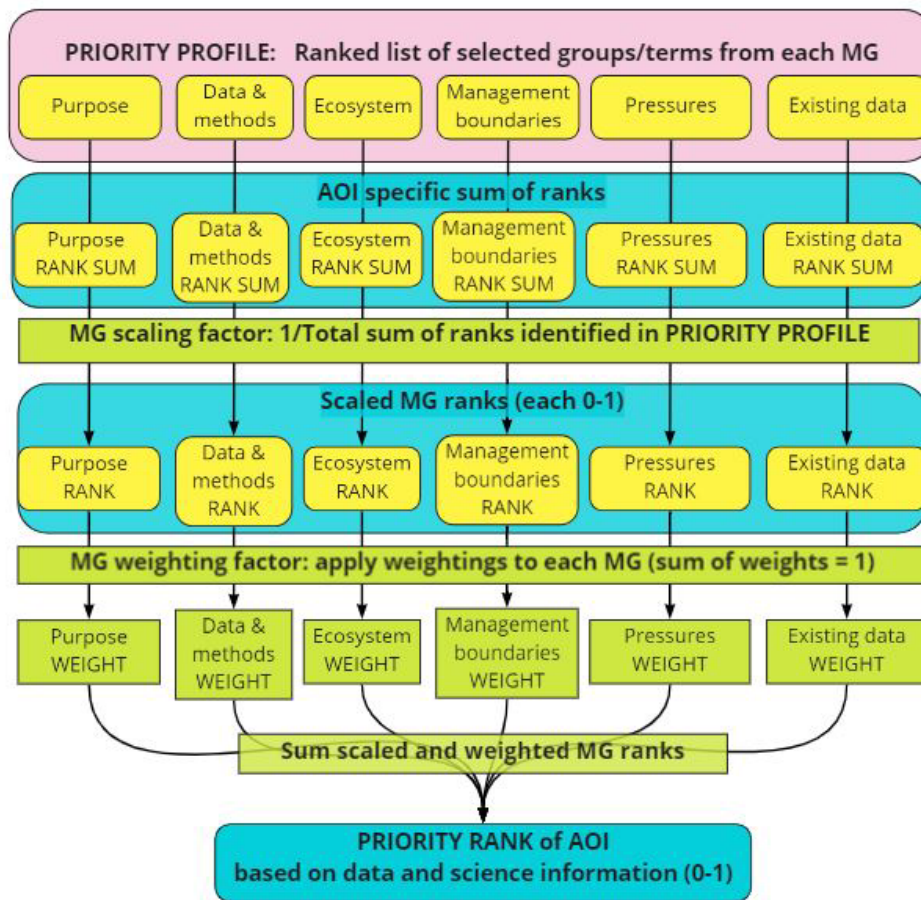 PRIORITY PROFILE: Ranked list of selected groups/terms from each MG
Purpose
Data &
methods
Ecosystem
Management
boundaries
Pressures
Existing data
AOI specific sum of ranks
Purpose
RANK SUM
Data &
methods
RANK SUM
Ecosystem
RANK SUM
Management
boundaries
RANK SUM
Pressures
RANK SUM
Existing data
RANK SUM
MG scaling factor: 1/Total sum of ranks identified in PRIORITY PROFILE
Scaled MG ranks (each 0-1)
Purpose
RANK
Data &
methods
RANK
Ecosystem
RANK
Management
boundaries
RANK
Pressures
RANK
Existing data
RANK
MG weighting factor: apply weightings to each MG (sum of weights = 1)
Purpose
WEIGHT
Data &
methods
WEIGHT
Ecosystem
WEIGHT
Management
boundaries
WEIGHT
Pressures
WEIGHT
Existing data
WEIGHT
Sum scaled and weighted MG ranks
PRIORITY RANK of AOI
based on data and science information (0-1)